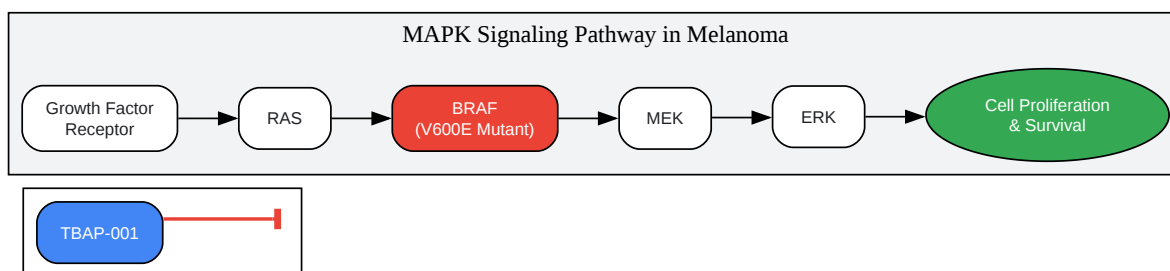 MAPK Signaling Pathway in Melanoma
Growth Factor
Receptor
RAS
BRAF
(V600E Mutant)
MEK
ERK
Cell Proliferation
& Survival
TBAP-001